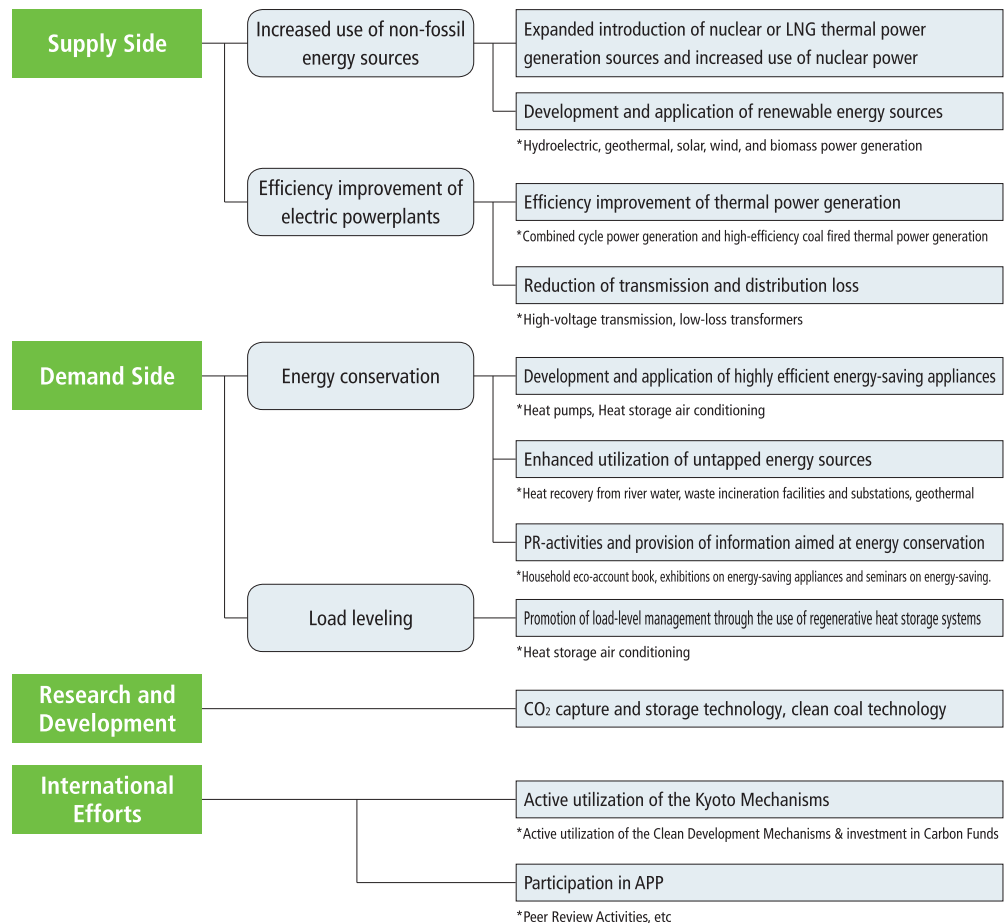 Supply Side
Increased use of non-fossil
energy sources
Expanded introduction of nuclear or LNG thermal power
generation sources and increased use of nuclear power
Development and application of renewable energy sources
*Hydroelectric, geothermal, solar, wind, and biomass power generation
Efficiency improvement of
electric powerplants
Efficiency improvement of thermal power generation
*Combined cycle power generation and high-efficiency coal fired thermal power generation
Reduction of transmission and distribution loss
*High-voltage transmission, low-loss transformers
Demand Side
Energy conservation
Development and application of highly efficient energy-saving appliances
*Heat pumps, Heat storage air conditioning
Enhanced utilization of untapped energy sources
*Heat recovery from river water, waste incineration facilities and substations, geothermal
PR-activities and provision of information aimed at energy conservation
*Household eco-account book, exhibitions on energy-saving appliances and seminars on energy-saving.
Load leveling
Promotion of load-level management through the use of regenerative heat storage systems
*Heat storage air conditioning
Research and
Development
CO₂ capture and storage technology, clean coal technology
International
Efforts
Active utilization of the Kyoto Mechanisms
*Active utilization of the Clean Development Mechanisms & investment in Carbon Funds
Participation in APP
*Peer Review Activities, etc